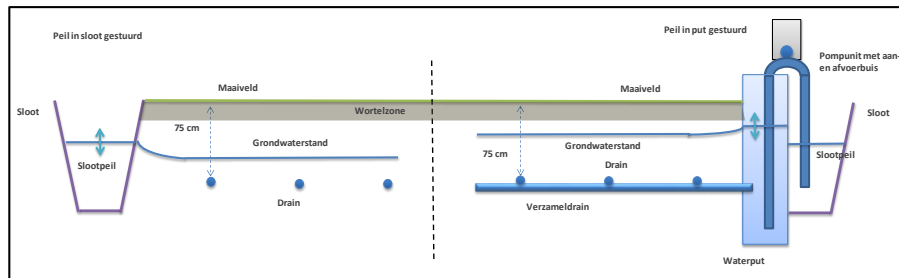 Peil in sloot gestuurd
Peil in put gestuurd
Pompunit met aan-
en afvoerbuis
Maaiveld
Maaiveld
Sloot
Sloot
Wortelzone
75 cm
Grondwaterstand
Slootpeil
75 cm
Grondwaterstand
Slootpeil
Drain
Drain
Verzameldrain
Waterput